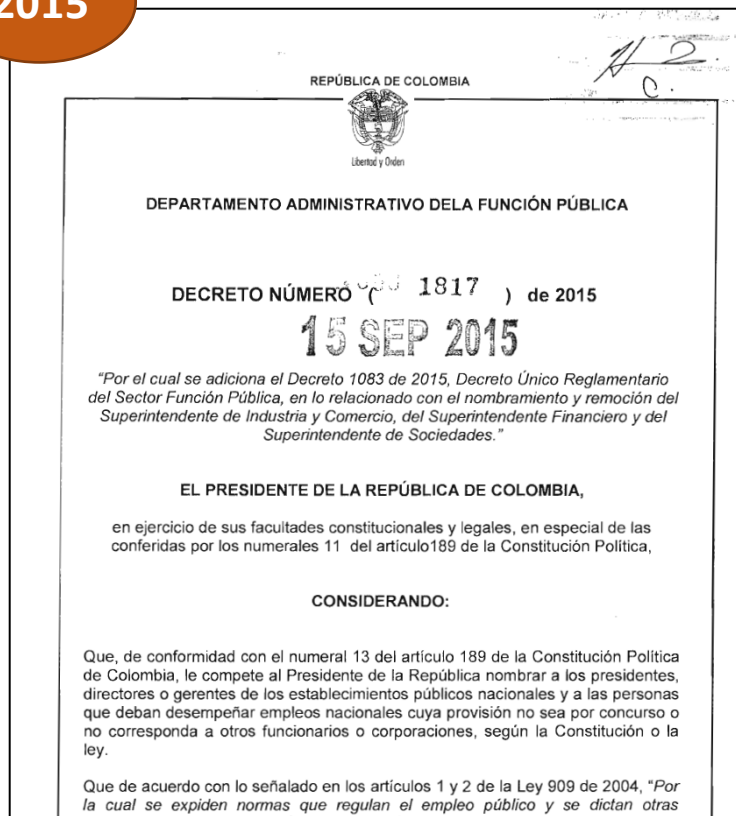 2015
REPÚBLICA DE COLOMBIA
Libertad y Orden
DEPARTAMENTO ADMINISTRATIVO DELA FUNCIÓN PÚBLICA
DECRETO NÚMERO ( 1817 ) de 2015
15 SEP 2015
"Por el cual se adiciona el Decreto 1083 de 2015, Decreto Único Reglamentario
del Sector Función Pública, en lo relacionado con el nombramiento y remoción del
Superintendente de Industria y Comercio, del Superintendente Financiero y del
Superintendente de Sociedades."
EL PRESIDENTE DE LA REPÚBLICA DE COLOMBIA,
en ejercicio de sus facultades constitucionales y legales, en especial de las
conferidas por los numerales 11 del artículo189 de la Constitución Política,
CONSIDERANDO:
Que, de conformidad con el numeral 13 del artículo 189 de la Constitución Política
de Colombia, le compete al Presidente de la República nombrar a los presidentes,
directores o gerentes de los establecimientos públicos nacionales y a las personas
que deban desempeñar empleos nacionales cuya provisión no sea por concurso o
no corresponda a otros funcionarios o corporaciones, según la Constitución o la
ley.
Que de acuerdo con lo señalado en los artículos 1 y 2 de la Ley 909 de 2004, "Por
la cual se expiden normas que regulan el empleo público y se dictan otras